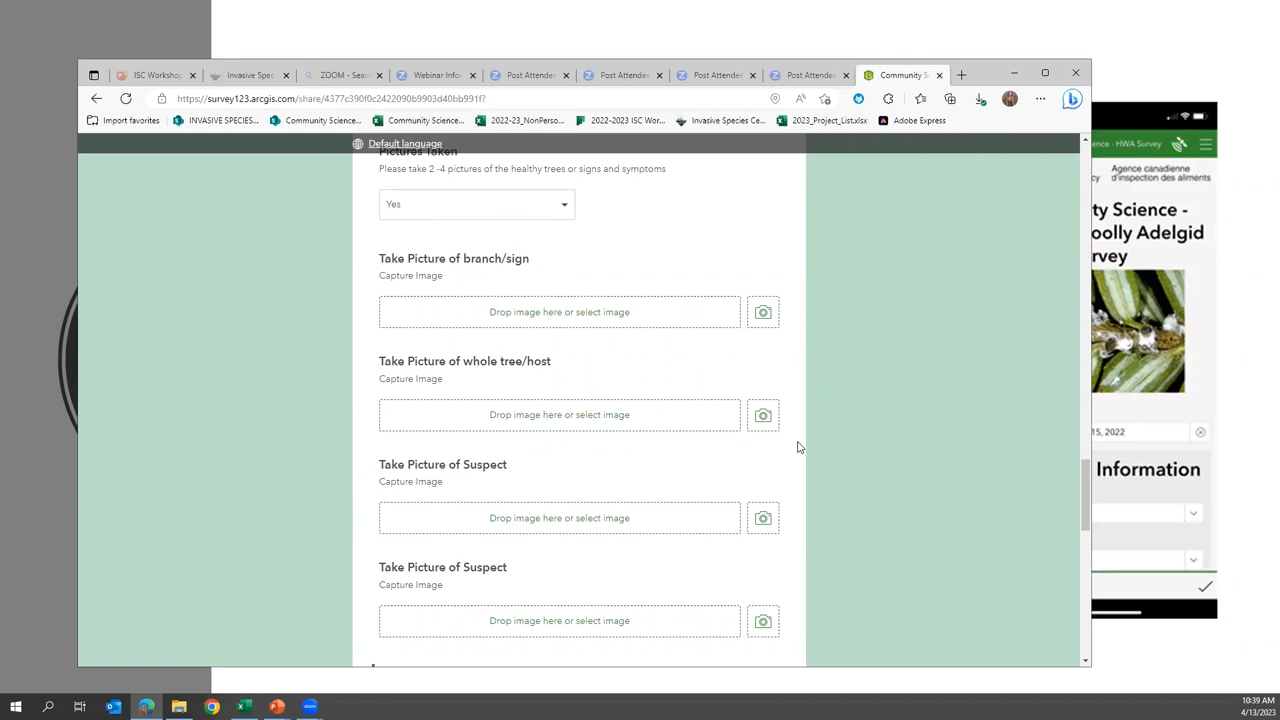 ISC Workshop
Invasive Spec
ZOOM - Sea
Webinar Info
Post Attende
Post Attende
Post Attende
Post Attende
Community S
https://survey123.arcgis.com/share/4377c390f0c2422090b9903d40bb991f?
Import favorites
INVASIVE SPECIES...
Community Science...
Community Science...
2022-23_NonPerso...
2022-2023 ISC Wor...
Invasive Species Ce...
2023_Project_List.xlsx
Adobe Express
Default language
Pictures Taken
Please take 2 -4 pictures of the healthy trees or signs and symptoms
Yes
Take Picture of branch/sign
Capture Image
Drop image here or select image
Take Picture of whole tree/host
Capture Image
Drop image here or select image
Take Picture of Suspect
Capture Image
Drop image here or select image
Take Picture of Suspect
Capture Image
Drop image here or select image
ence - HWA Survey
cy
Agence canadienne
d'inspection des aliments
ty Science -
oolly Adelgid
rvey
15, 2022
Information
10:39 AM
4/13/2023